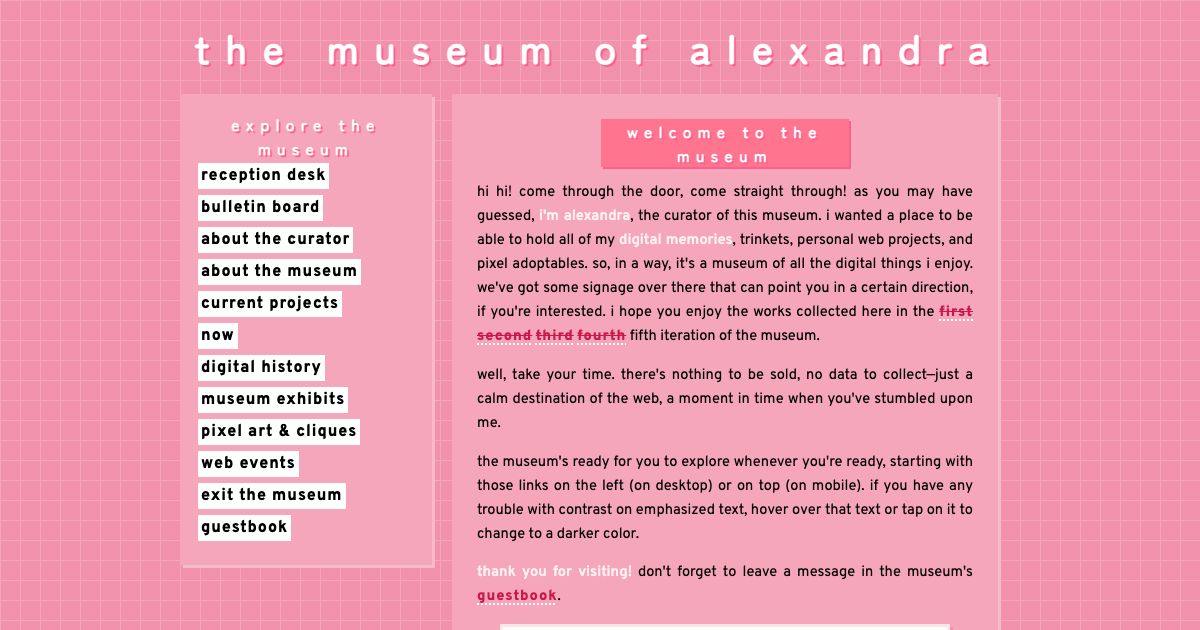 the museum of alexandra
explore the
museum
reception desk
bulletin board
about the curator
about the museum
current projects
now
digital history
museum exhibits
pixel art & cliques
web events
exit the museum
guestbook
welcome to the
museum
hi hi! come through the door, come straight through! as you may have
guessed, i'm alexandra, the curator of this museum. i wanted a place to be
able to hold all of my digital memories, trinkets, personal web projects, and
pixel adoptables. so, in a way, it's a museum of all the digital things i enjoy.
we've got some signage over there that can point you in a certain direction,
if you're interested. i hope you enjoy the works collected here in the first
second third fourth fifth iteration of the museum.
well, take your time. there's nothing to be sold, no data to collect—just a
calm destination of the web, a moment in time when you've stumbled upon
me.
the museum's ready for you to explore whenever you're ready, starting with
those links on the left (on desktop) or on top (on mobile). if you have any
trouble with contrast on emphasized text, hover over that text or tap on it to
change to a darker color.
thank you for visiting! don't forget to leave a message in the museum's
guestbook.